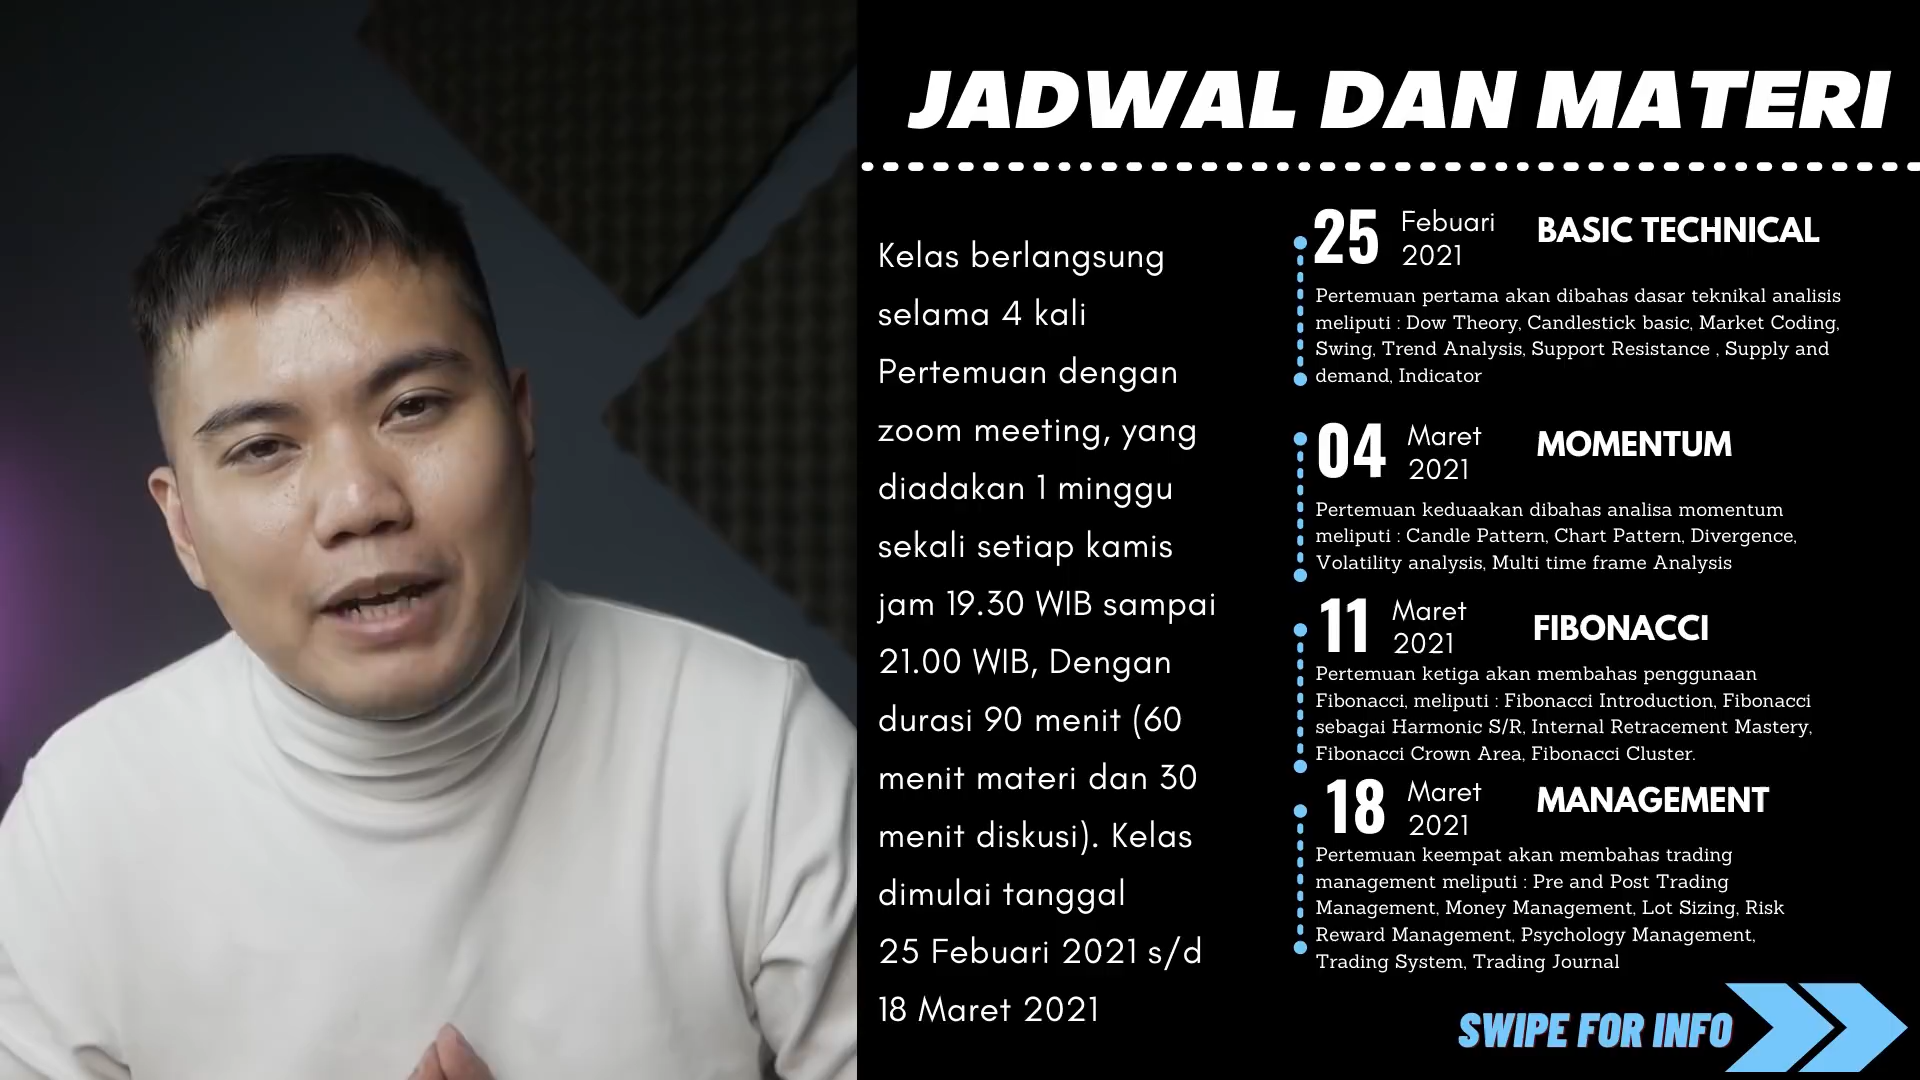 JADWAL DAN MATERI
Kelas berlangsung
selama 4 kali
Pertemuan dengan
zoom meeting, yang
diadakan 1 minggu
sekali setiap kamis
jam 19.30 WIB sampai
21.00 WIB, Dengan
durasi 90 menit (60
menit materi dan 30
menit diskusi). Kelas
dimulai tanggal
25 Febuari 2021 s/d
18 Maret 2021
25 Febuari 2021 BASIC TECHNICAL
Pertemuan pertama akan dibahas dasar teknikal analisis
meliputi : Dow Theory, Candlestick basic, Market Coding,
Swing, Trend Analysis, Support Resistance , Supply and
demand, Indicator
04 Maret 2021 MOMENTUM
Pertemuan keduaakan dibahas analisa momentum
meliputi : Candle Pattern, Chart Pattern, Divergence,
Volatility analysis, Multi time frame Analysis
11 Maret 2021 FIBONACCI
Pertemuan ketiga akan membahas penggunaan
Fibonacci, meliputi : Fibonacci Introduction, Fibonacci
sebagai Harmonic S/R, Internal Retracement Mastery,
Fibonacci Crown Area, Fibonacci Cluster.
18 Maret 2021 MANAGEMENT
Pertemuan keempat akan membahas trading
management meliputi : Pre and Post Trading
Management, Money Management, Lot Sizing, Risk
Reward Management, Psychology Management,
Trading System, Trading Journal
SWIPE FOR INFO